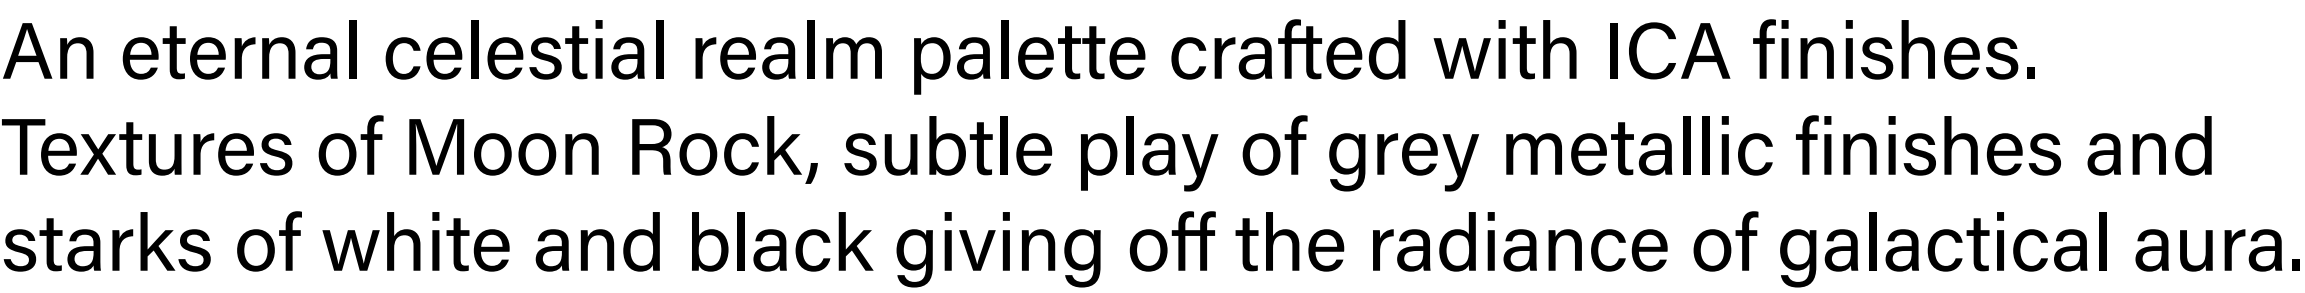 An eternal celestial realm palette crafted with ICA finishes.
Textures of Moon Rock, subtle play of grey metallic finishes and
starks of white and black giving off the radiance of galactical aura.